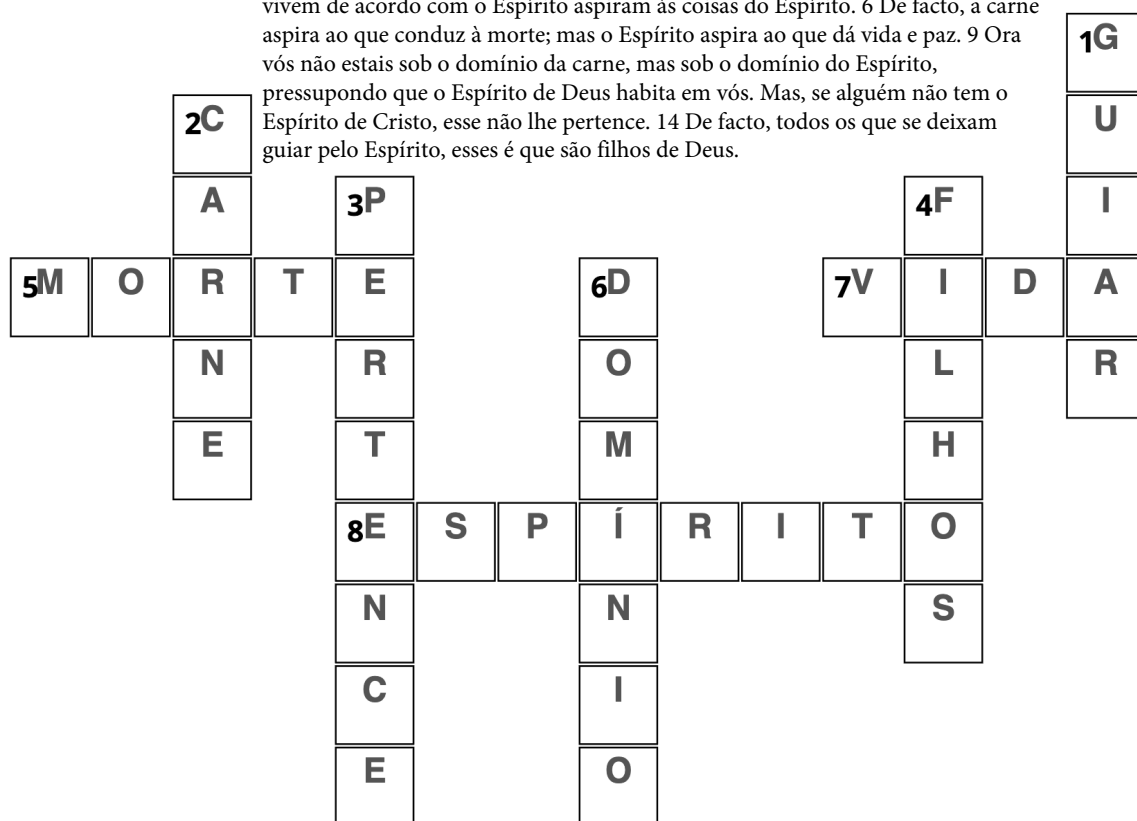 vivem de acordo com o Espírito aspiram às coisas do Espírito. 6 De facto, a carne
aspira ao que conduz à morte; mas o Espírito aspira ao que dá vida e paz. 9 Ora
vós não estais sob o domínio da carne, mas sob o domínio do Espírito,
pressupondo que o Espírito de Deus habita em vós. Mas, se alguém não tem o
Espírito de Cristo, esse não lhe pertence. 14 De facto, todos os que se deixam
guiar pelo Espírito, esses é que são filhos de Deus.
1G
2C U
A 3P 4F I
5M O R T E 6D 7V I D A
N R O L R
E T M H
8E S P Í R I T O
N N S
C I
E O